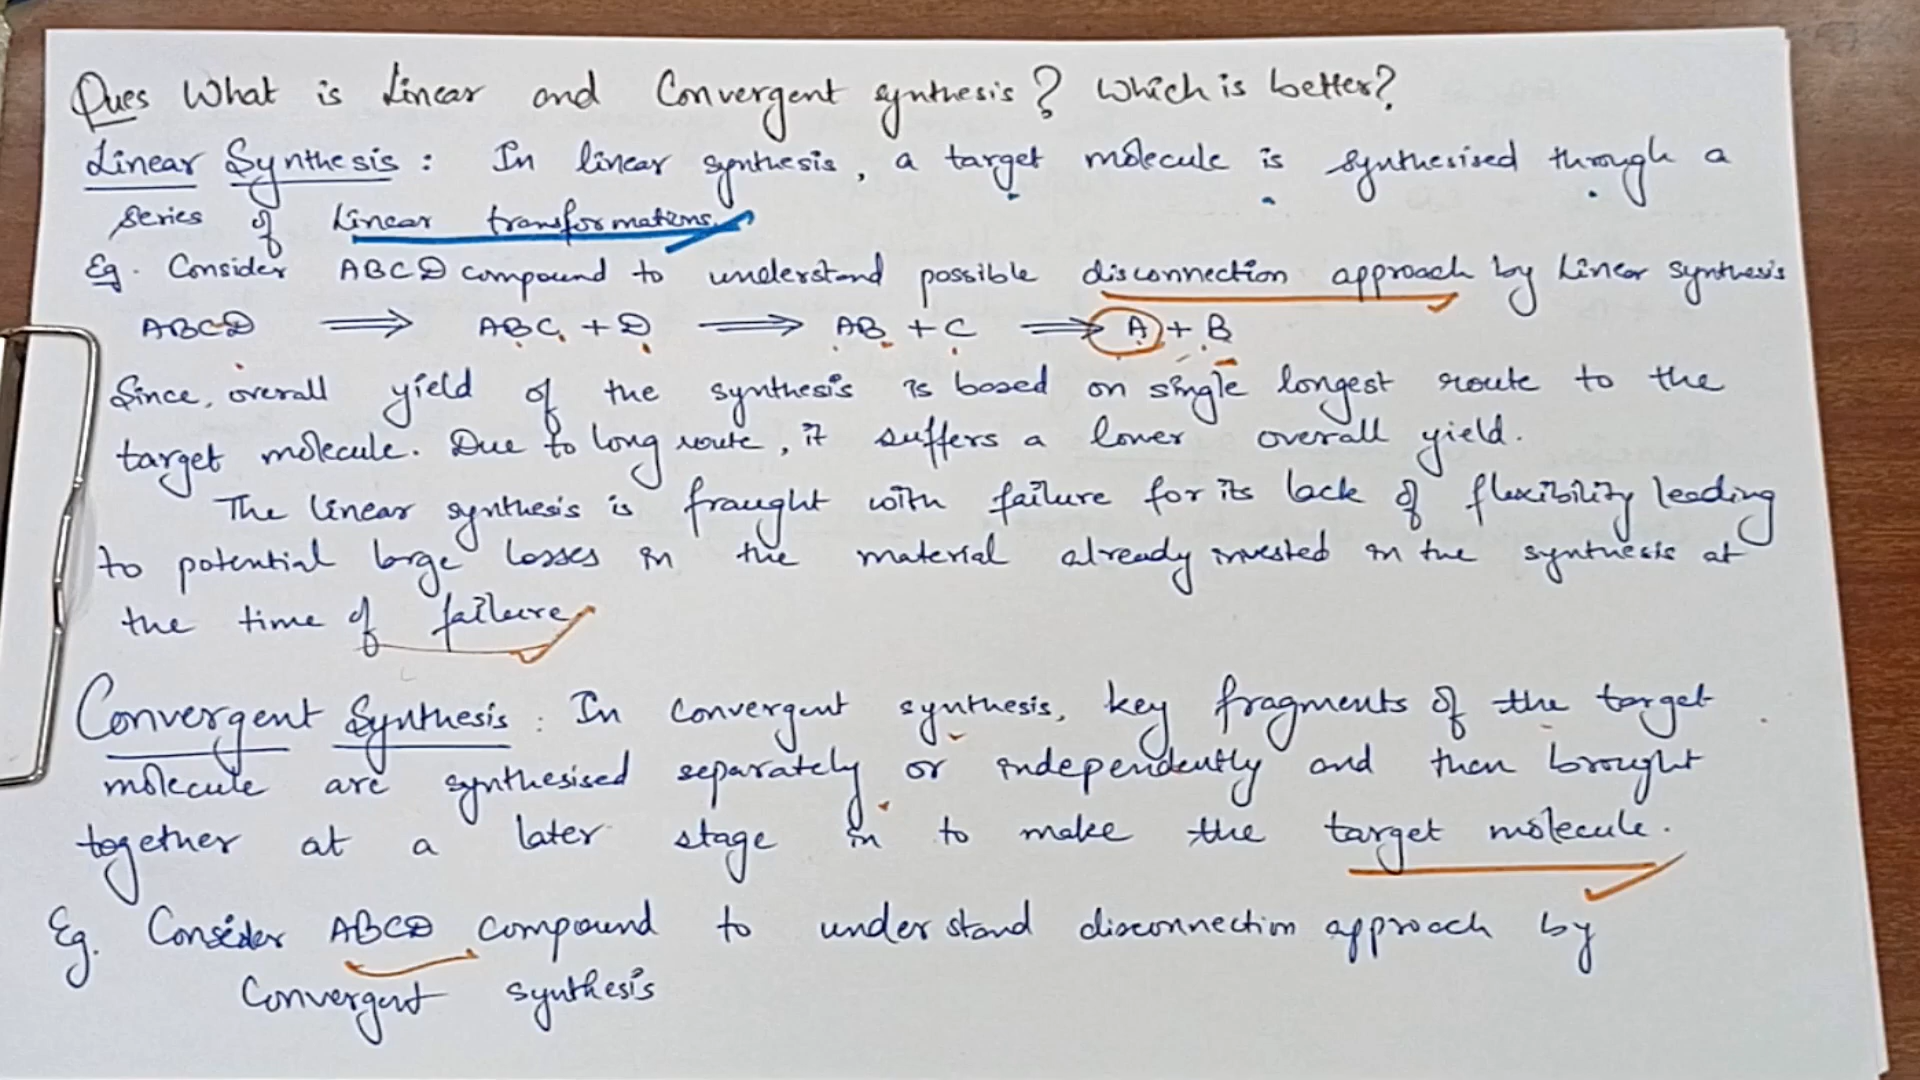 Ques What is Linear and Convergent synthesis? Which is better?
Linear Synthesis : In linear synthesis, a target molecule is synthesised through a
series of linear transformations.
Eg. Consider ABCD compound to understand possible disconnection approach by Linear synthesis
ABCD ⟹ ABC + D ⟹ AB + C ⟹ A + B
Since, overall yield of the synthesis is based on single longest route to the
target molecule. Due to long route, it suffers a lower overall yield.
The linear synthesis is fraught with failure for its lack of flexibility leading
to potential large losses in the material already invested in the synthesis at
the time of failure
Convergent Synthesis : In convergent synthesis, key fragments of the target
molecule are synthesised separately or independently and then brought
together at a later stage in to make the target molecule.
Eg. Consider ABCD compound to understand disconnection approach by
Convergent synthesis